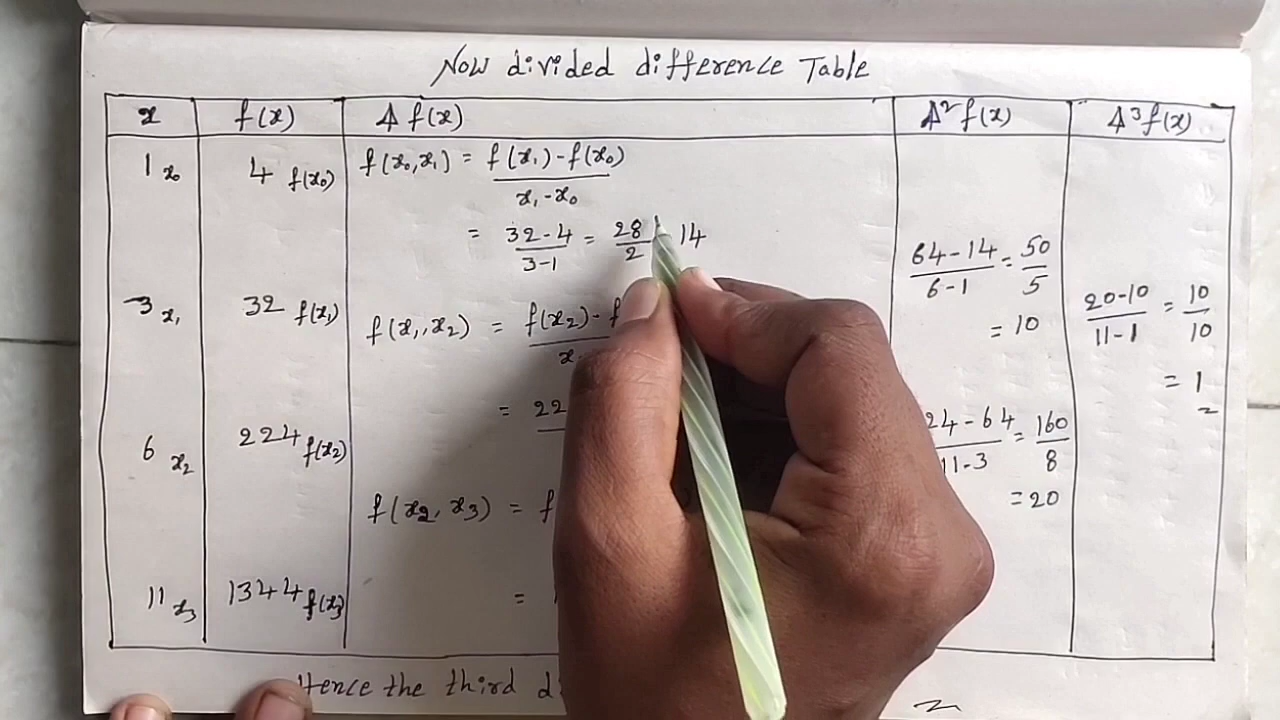 Now divided difference Table
x f(x) Δ f(x) Δ² f(x) Δ³ f(x)
1 x₀ 4 f(x₀) f(x₀,x₁) = f(x₁)-f(x₀)
x₁-x₀
= 32-4 / 3-1 = 28 / 2 14
64-14 / 6-1 = 50 / 5
= 10
3 x₁ 32 f(x₁) f(x₁,x₂) = f(x₂)-f
20-10 / 11-1 = 10 / 10
= 1
= 22
6 x₂ 224 f(x₂)
24-64 / 11-3 = 160 / 8
= 20
f(x₂, x₃) = f
11 x₃ 1344 f(x₃) =
Hence the third d